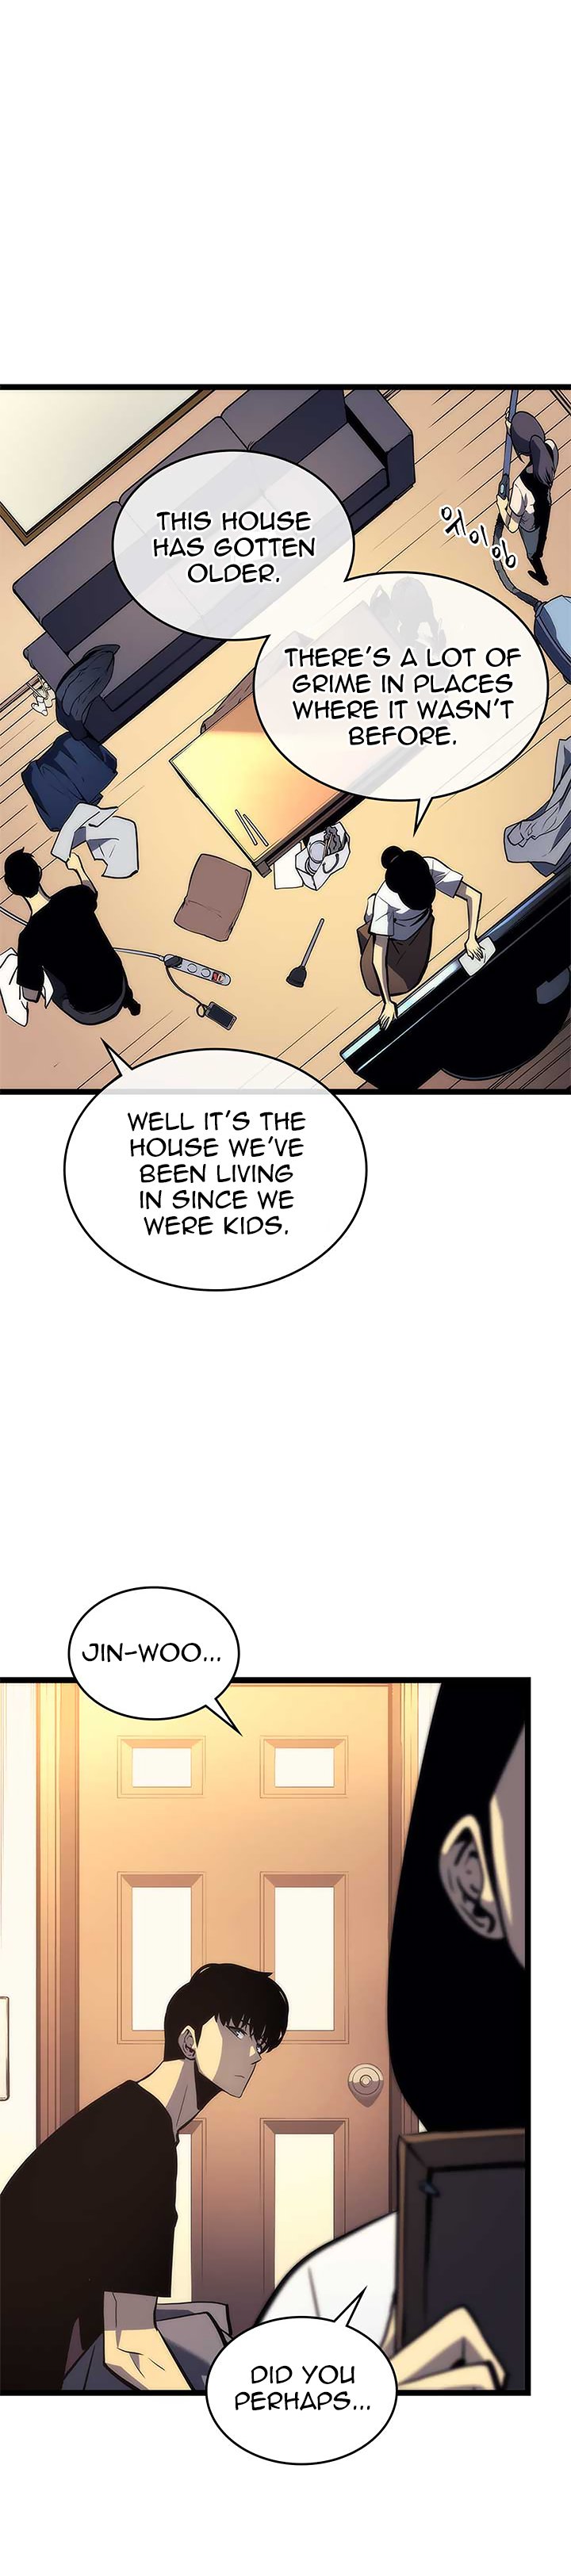 THIS HOUSE
HAS GOTTEN
OLDER.
위이잉
THERE'S A LOT OF
GRIME IN PLACES
WHERE IT WASN'T
BEFORE.
WELL IT'S THE
HOUSE WE'VE
BEEN LIVING
IN SINCE WE
WERE KIDS.
JIN-WOO...
DID YOU
PERHAPS...